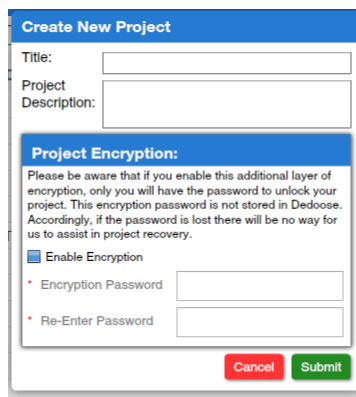 Create New Project
Title:
Project
Description:
Project Encryption:
Please be aware that if you enable this additional layer of
encryption, only you will have the password to unlock your
project. This encryption password is not stored in Dedoose.
Accordingly, if the password is lost there will be no way for
us to assist in project recovery.
Enable Encryption
* Encryption Password
* Re-Enter Password
Cancel Submit